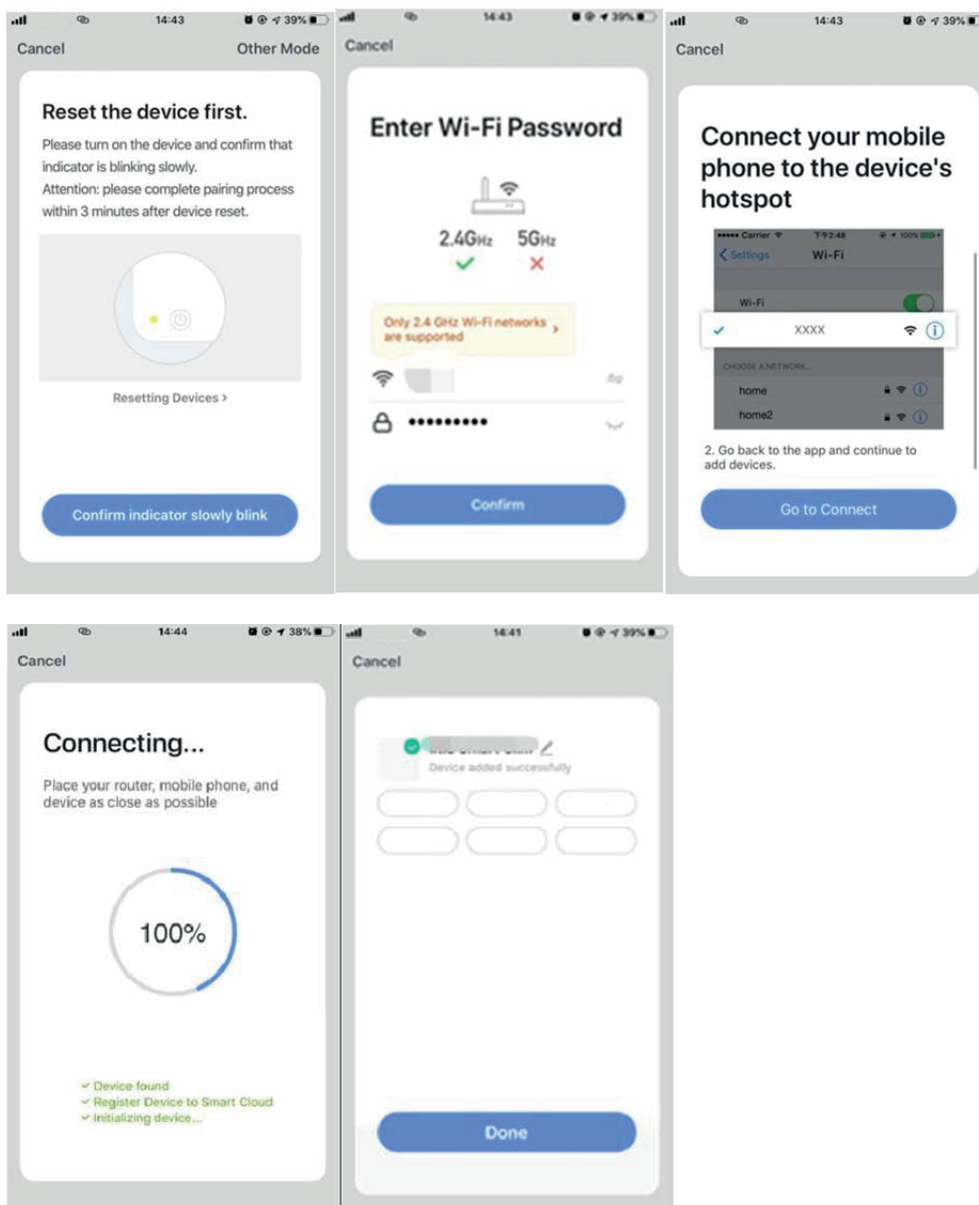 14:43
39%
Cancel
Other Mode
Reset the device first.
Please turn on the device and confirm that
indicator is blinking slowly.
Attention: please complete pairing process
within 3 minutes after device reset.
Resetting Devices >
Confirm indicator slowly blink
14:43
39%
Cancel
Enter Wi-Fi Password
2.4GHz 5GHz
Only 2.4 GHz Wi-Fi networks >
are supported
•••••••••
Confirm
14:43
39%
Cancel
Connect your mobile
phone to the device's
hotspot
••••• Carrier 下午2:48 100%
< Settings Wi-Fi
Wi-Fi
XXXX
CHOOSE A NETWORK...
home
home2
2. Go back to the app and continue to
add devices.
Go to Connect
14:44
38%
Cancel
Connecting...
Place your router, mobile phone, and
device as close as possible
100%
Device found
Register Device to Smart Cloud
Initializing device...
14:41
39%
Cancel
Device added successfully
Done